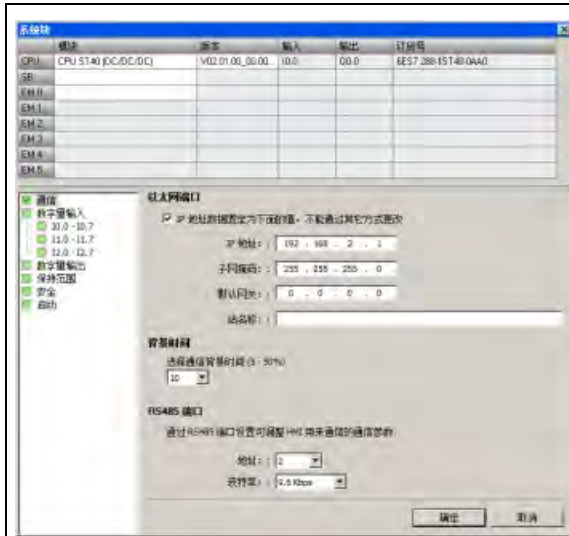 系统块
模块 版本 输入 输出 订货号
CPU CPU ST40 (DC/DC/DC) V02.01.00_00.00... I0.0 Q0.0 6ES7 288-1ST40-0AA0
SB
EM 0
EM 1
EM 2
EM 3
EM 4
EM 5
通信
数字量输入
I0.0 - I0.7
I1.0 - I1.7
I2.0 - I2.7
数字量输出
保持范围
安全
启动
以太网端口
IP 地址数据固定为下面的值，不能通过其它方式更改
IP 地址：: 192 . 168 . 2 . 1
子网掩码：: 255 . 255 . 255 . 0
默认网关：: 0 . 0 . 0 . 0
站名称：:
背景时间
选择通信背景时间 (5 - 50%)
10
RS485 端口
通过 RS485 端口设置可调整 HMI 用来通信的通信参数
地址：: 2
波特率：: 9.6 Kbps
确定 取消